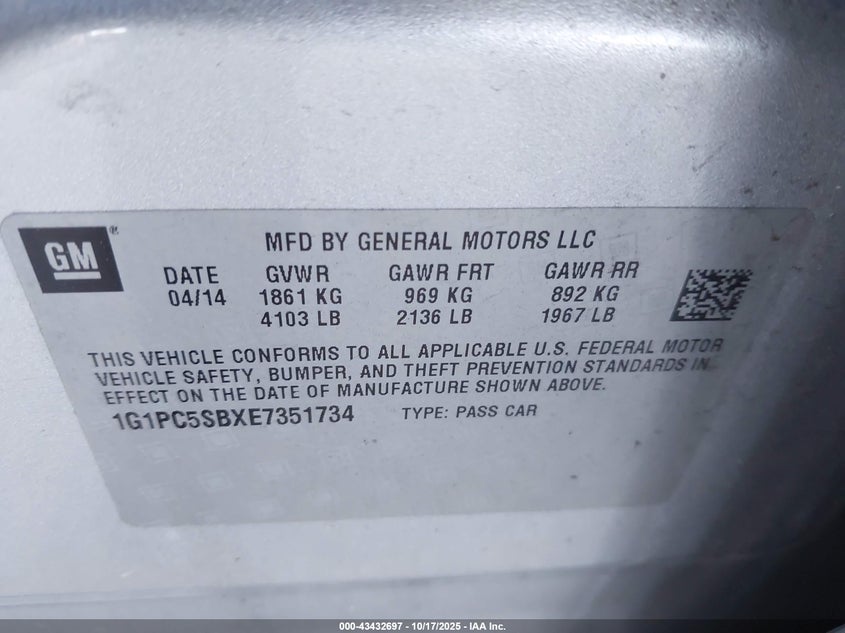 GM®
MFD BY GENERAL MOTORS LLC
DATE GVWR GAWR FRT GAWR RR
04/14 1861 KG 969 KG 892 KG
4103 LB 2136 LB 1967 LB
THIS VEHICLE CONFORMS TO ALL APPLICABLE U.S. FEDERAL MOTOR
VEHICLE SAFETY, BUMPER, AND THEFT PREVENTION STANDARDS IN
EFFECT ON THE DATE OF MANUFACTURE SHOWN ABOVE.
1G1PC5SBXE7351734 TYPE: PASS CAR
000-43432697 - 10/17/2025 - IAA Inc.